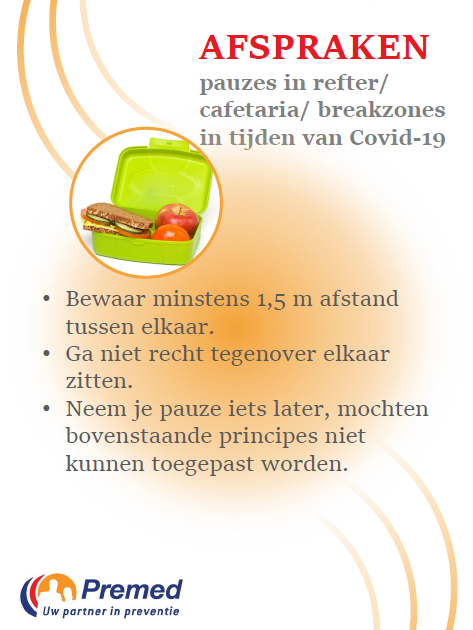 AFSPRAKEN
pauzes in refter/
cafetaria/ breakzones
in tijden van Covid-19
• Bewaar minstens 1,5 m afstand
tussen elkaar.
• Ga niet recht tegenover elkaar
zitten.
• Neem je pauze iets later, mochten
bovenstaande principes niet
kunnen toegepast worden.
Premed
Uw partner in preventie